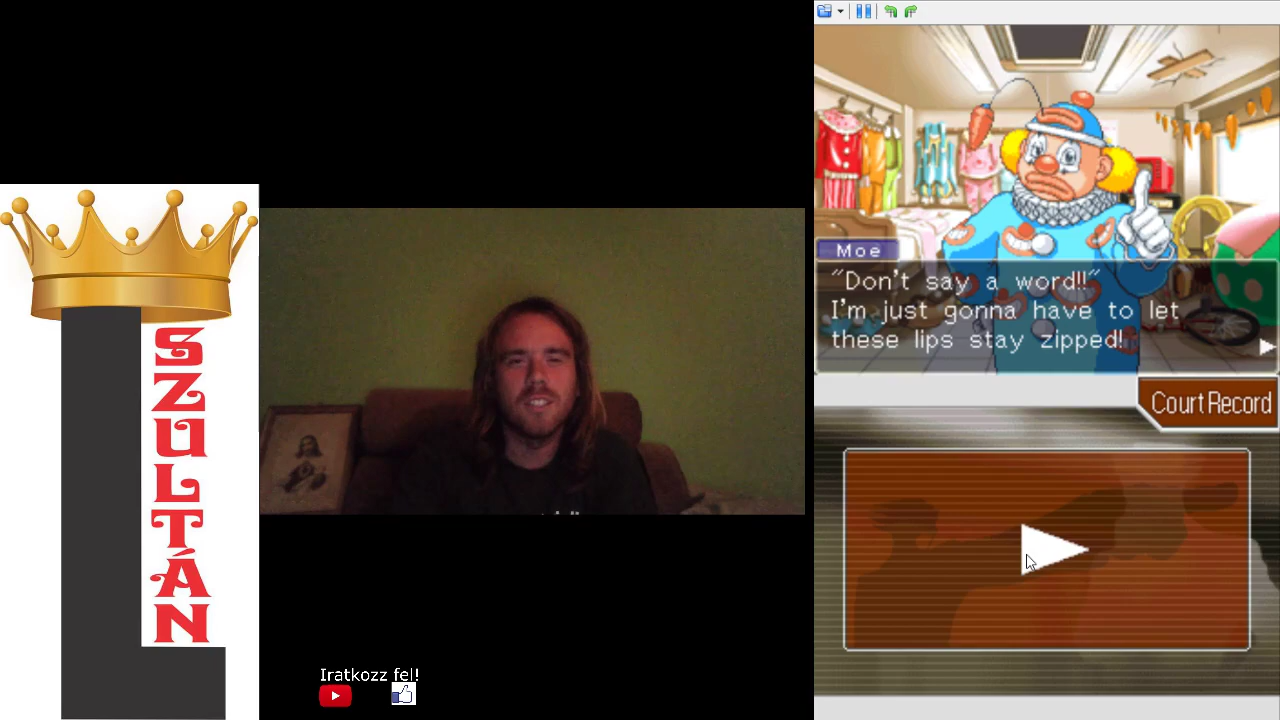 L
SZULTÁN
Iratkozz fel!
Moe
"Don't say a word!!"
I'm just gonna have to let
these lips stay zipped!
Court Record